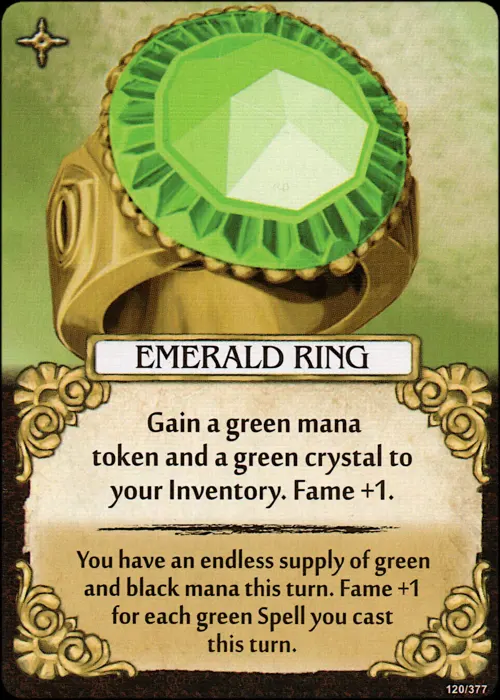 EMERALD RING
Gain a green mana
token and a green crystal to
your Inventory. Fame +1.
You have an endless supply of green
and black mana this turn. Fame +1
for each green Spell you cast
this turn.
120/377